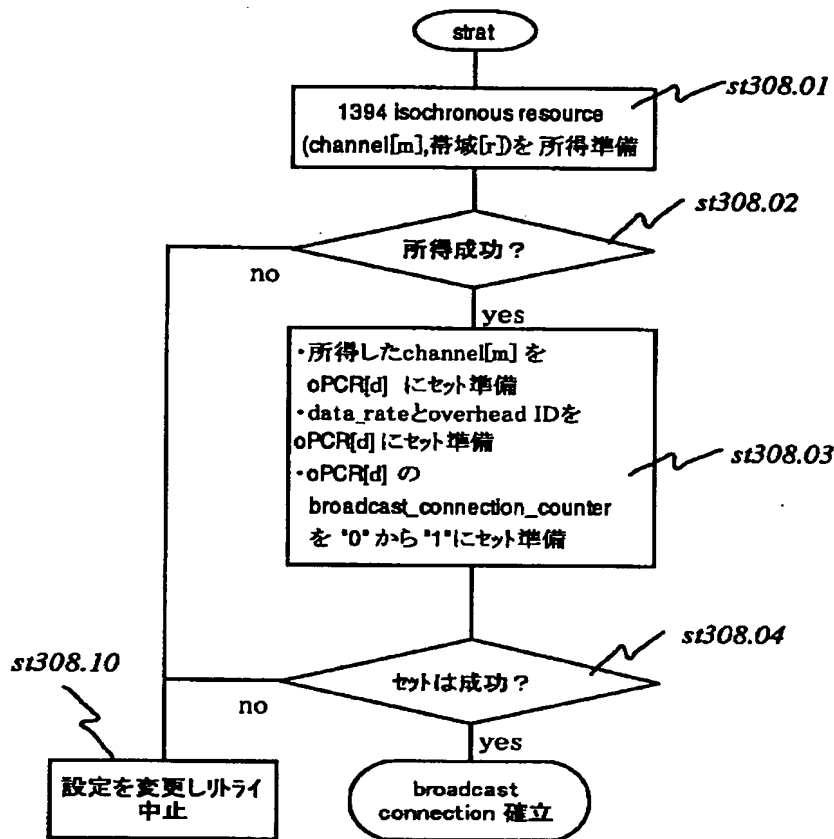 strat
st308.01
1394 isochronous resource
(channel[m],帯域[r])を 所得準備
st308.02
所得成功？
no
yes
・所得したchannel[m] を
oPCR[d] にセット準備
・data_rateとoverhead IDを
oPCR[d] にセット準備
・oPCR[d] の
broadcast_connection_counter
を "0" から "1"にセット準備
st308.03
st308.04
セットは成功？
st308.10
no
yes
設定を変更しリトライ
中止
broadcast
connection 確立